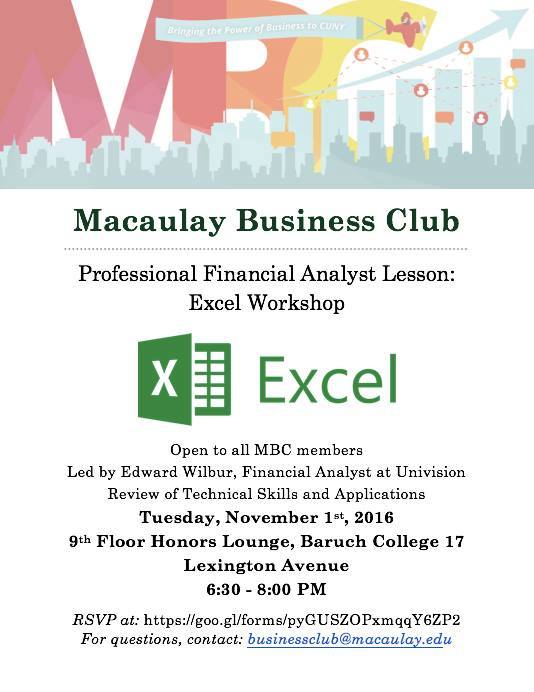 MBC
Bringing the Power of Business to CUNY
Macaulay Business Club
Professional Financial Analyst Lesson:
Excel Workshop
X Excel
Open to all MBC members
Led by Edward Wilbur, Financial Analyst at Univision
Review of Technical Skills and Applications
Tuesday, November 1st, 2016
9th Floor Honors Lounge, Baruch College 17
Lexington Avenue
6:30 - 8:00 PM
RSVP at: https://goo.gl/forms/pyGUSZOPxmqqY6ZP2
For questions, contact: businessclub@macaulay.edu